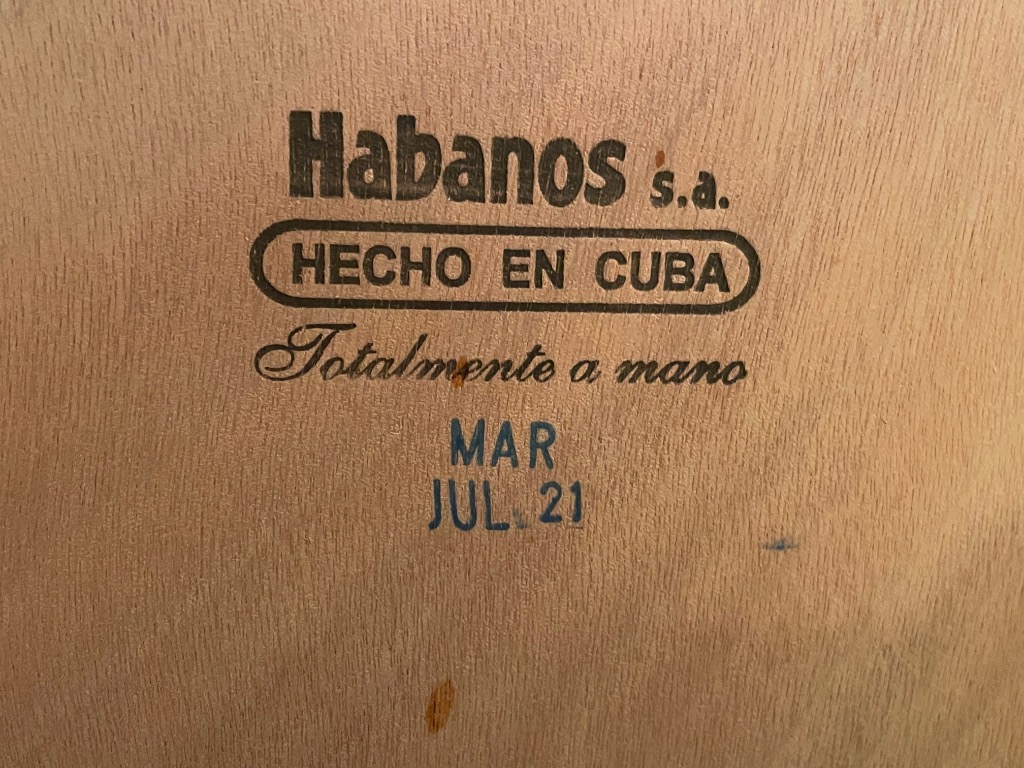 Habanos s.a.
HECHO EN CUBA
Totalmente a mano
MAR
JUL. 21